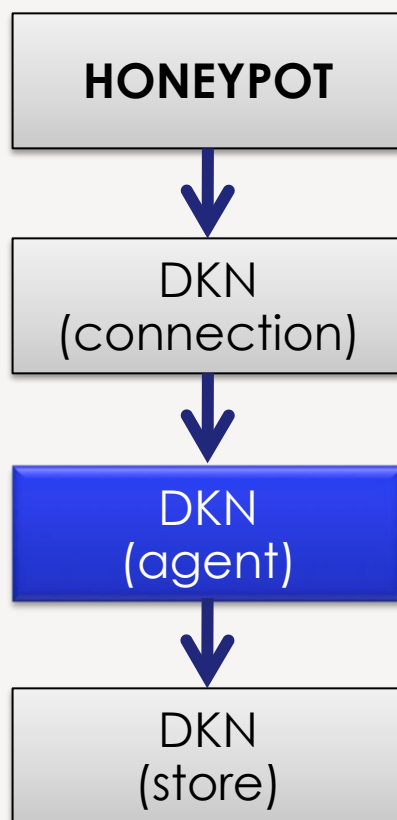 HONEYPOT
DKN
(connection)
DKN
(agent)
DKN
(store)